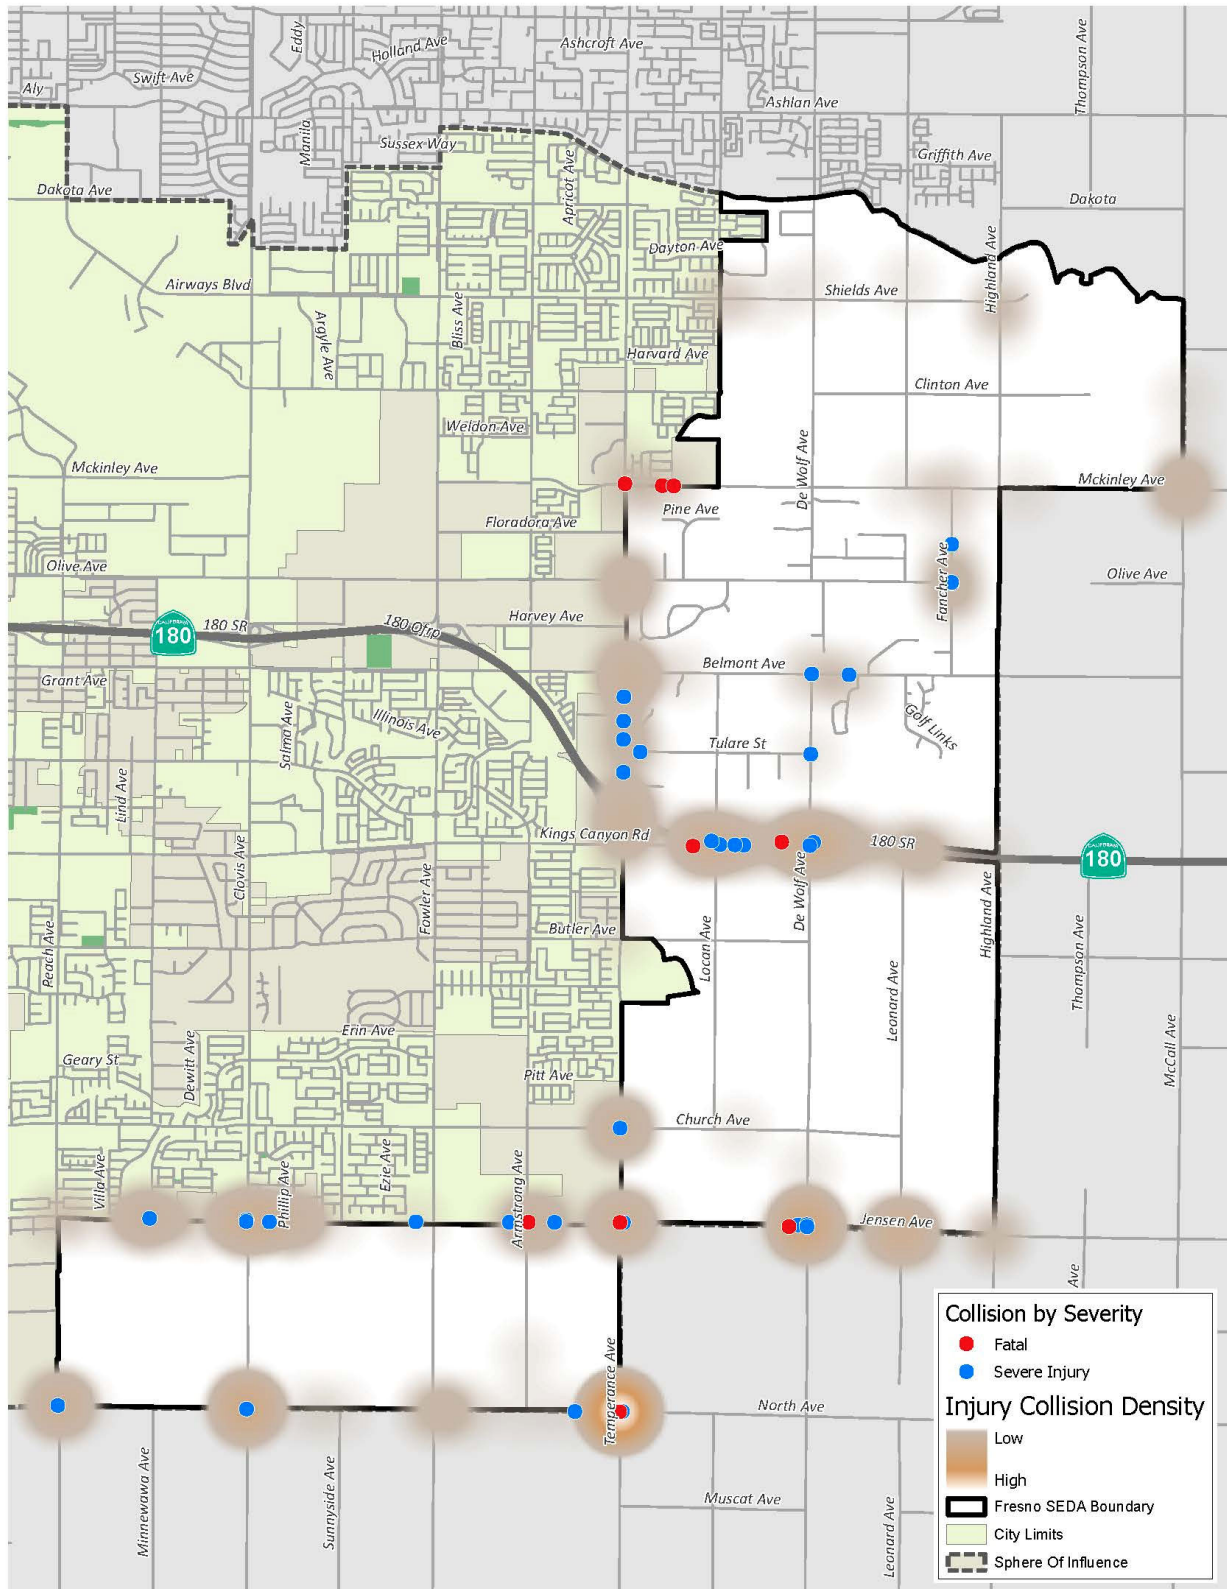 Eddy
Holland Ave
Ashcroft Ave
Thompson Ave
Swift Ave
Aly
Ashlan Ave
Manila
Sussex Way
Griffith Ave
Apricot Ave
Dakota Ave
Dakota
Dayton Ave
Highland Ave
Airways Blvd
Shields Ave
Argyle Ave
Bliss Ave
Harvard Ave
Clinton Ave
Weldon Ave
De Wolf Ave
Mckinley Ave
Mckinley Ave
Pine Ave
Floradora Ave
Fancher Ave
Olive Ave
Olive Ave
Harvey Ave
CALIFORNIA
180
180 SR
180 Ofrp
Belmont Ave
Grant Ave
Salma Ave
Illinois Ave
Golf Links
Tulare St
Lind Ave
Kings Canyon Rd
180 SR
CALIFORNIA
180
Clovis Ave
Fowler Ave
De Wolf Ave
Highland Ave
Peach Ave
Butler Ave
Locan Ave
Thompson Ave
Leonard Ave
Erin Ave
Geary St
Dewitt Ave
Pitt Ave
McCall Ave
Church Ave
Villa Ave
Phillip Ave
Ezie Ave
Armstrong Ave
Jensen Ave
Ave
Temperance Ave
North Ave
Minnewawa Ave
Sunnyside Ave
Muscat Ave
Leonard Ave
Collision by Severity
Fatal
Severe Injury
Injury Collision Density
Low
High
Fresno SEDA Boundary
City Limits
Sphere Of Influence